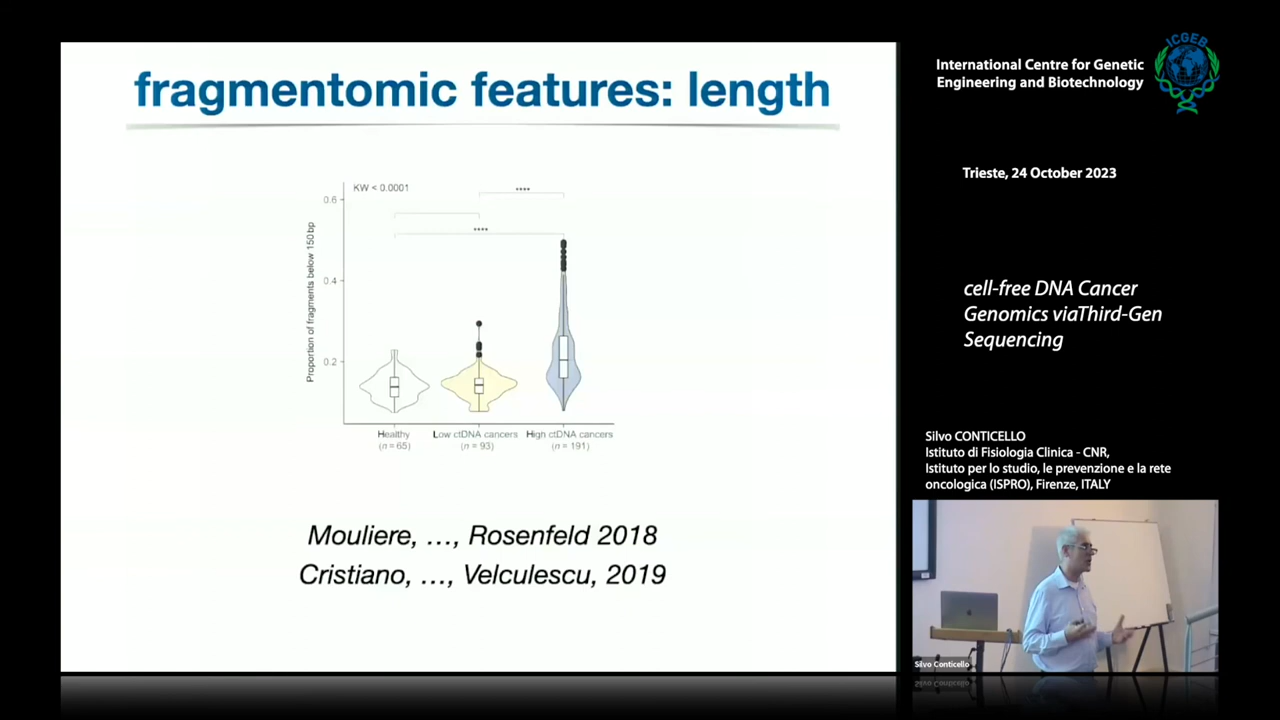 fragmentomic features: length
KW < 0.0001
****
****
0.6
0.4
0.2
Proportion of fragments below 150 bp
Healthy
(n = 65)
Low ctDNA cancers
(n = 93)
High ctDNA cancers
(n = 191)
Mouliere, …, Rosenfeld 2018
Cristiano, …, Velculescu, 2019
International Centre for Genetic
Engineering and Biotechnology
ICGEB
Trieste, 24 October 2023
cell-free DNA Cancer
Genomics viaThird-Gen
Sequencing
Silvo CONTICELLO
Istituto di Fisiologia Clinica - CNR,
Istituto per lo studio, le prevenzione e la rete
oncologica (ISPRO), Firenze, ITALY
Silvo Conticello